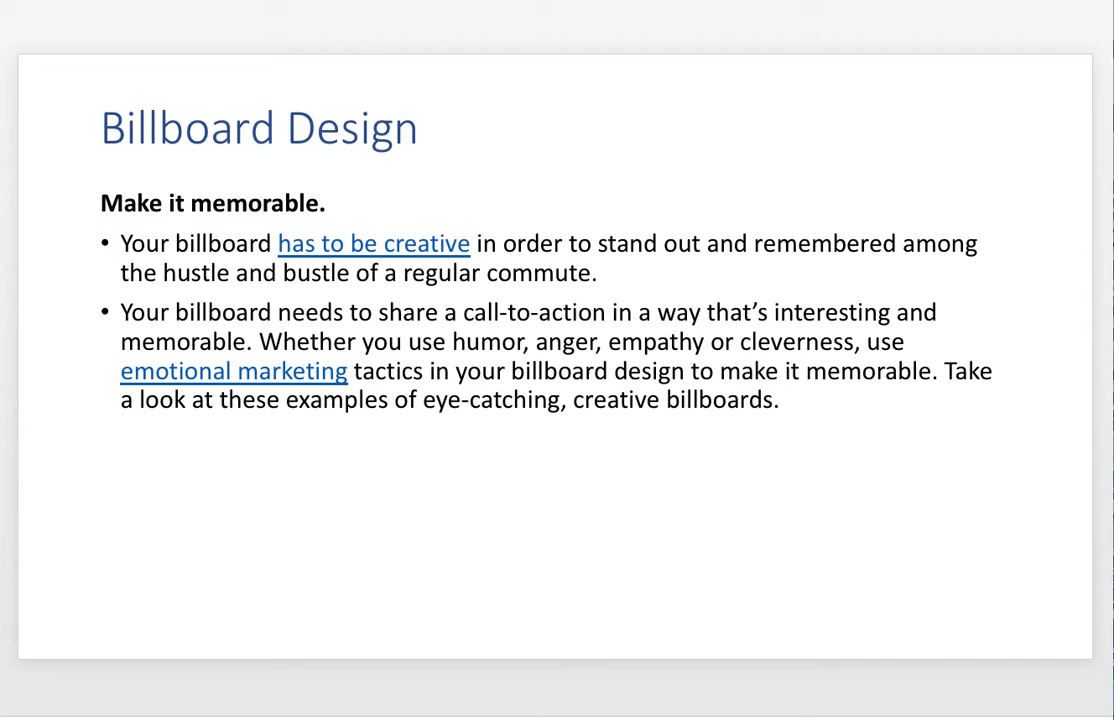 Billboard Design
Make it memorable.
• Your billboard has to be creative in order to stand out and remembered among
the hustle and bustle of a regular commute.
• Your billboard needs to share a call-to-action in a way that’s interesting and
memorable. Whether you use humor, anger, empathy or cleverness, use
emotional marketing tactics in your billboard design to make it memorable. Take
a look at these examples of eye-catching, creative billboards.